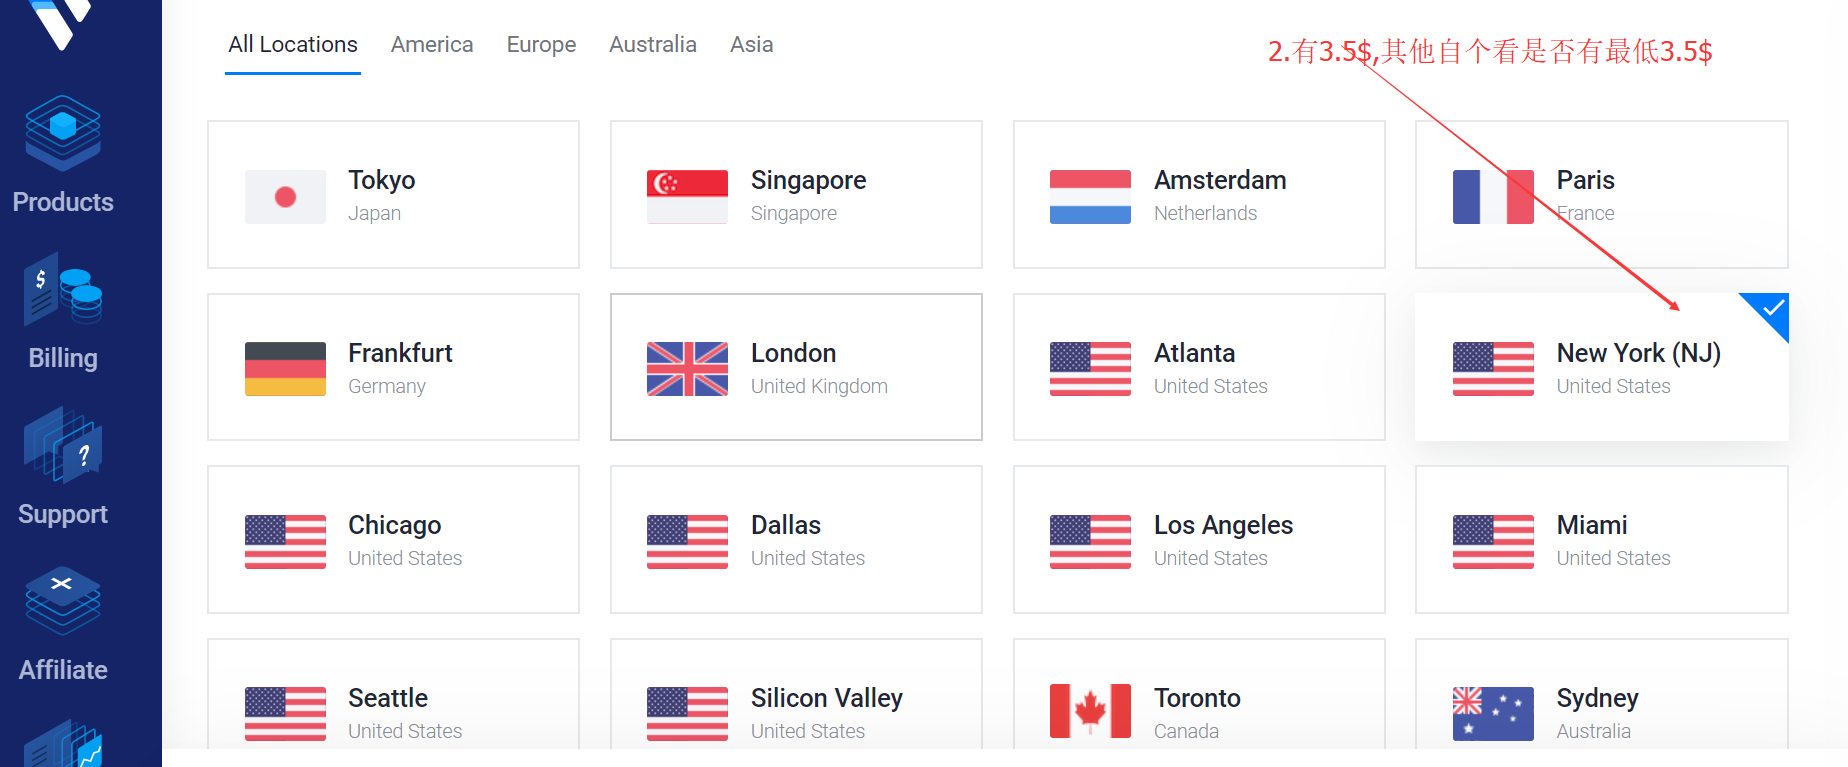 All Locations America Europe Australia Asia
2.有3.5$,其他自个看是否有最低3.5$
Products
Billing
Support
Affiliate
Tokyo
Japan
Singapore
Singapore
Amsterdam
Netherlands
Paris
France
Frankfurt
Germany
London
United Kingdom
Atlanta
United States
New York (NJ)
United States
Chicago
United States
Dallas
United States
Los Angeles
United States
Miami
United States
Seattle
United States
Silicon Valley
United States
Toronto
Canada
Sydney
Australia